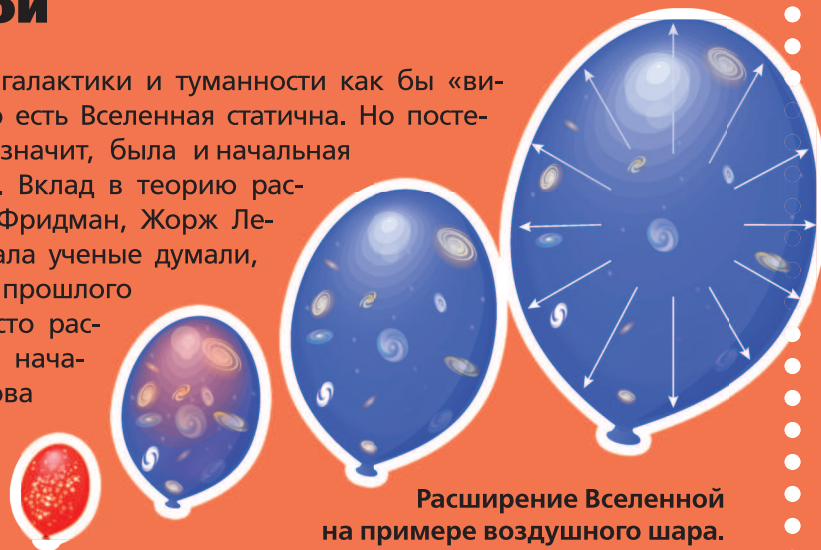 ой
галактики и туманности как бы «ви-
о есть Вселенная статична. Но посте-
значит, была и начальная
. Вклад в теорию рас-
Фридман, Жорж Ле-
ала ученые думали,
прошлого
сто рас-
нача-
ова
Расширение Вселенной
на примере воздушного шара.